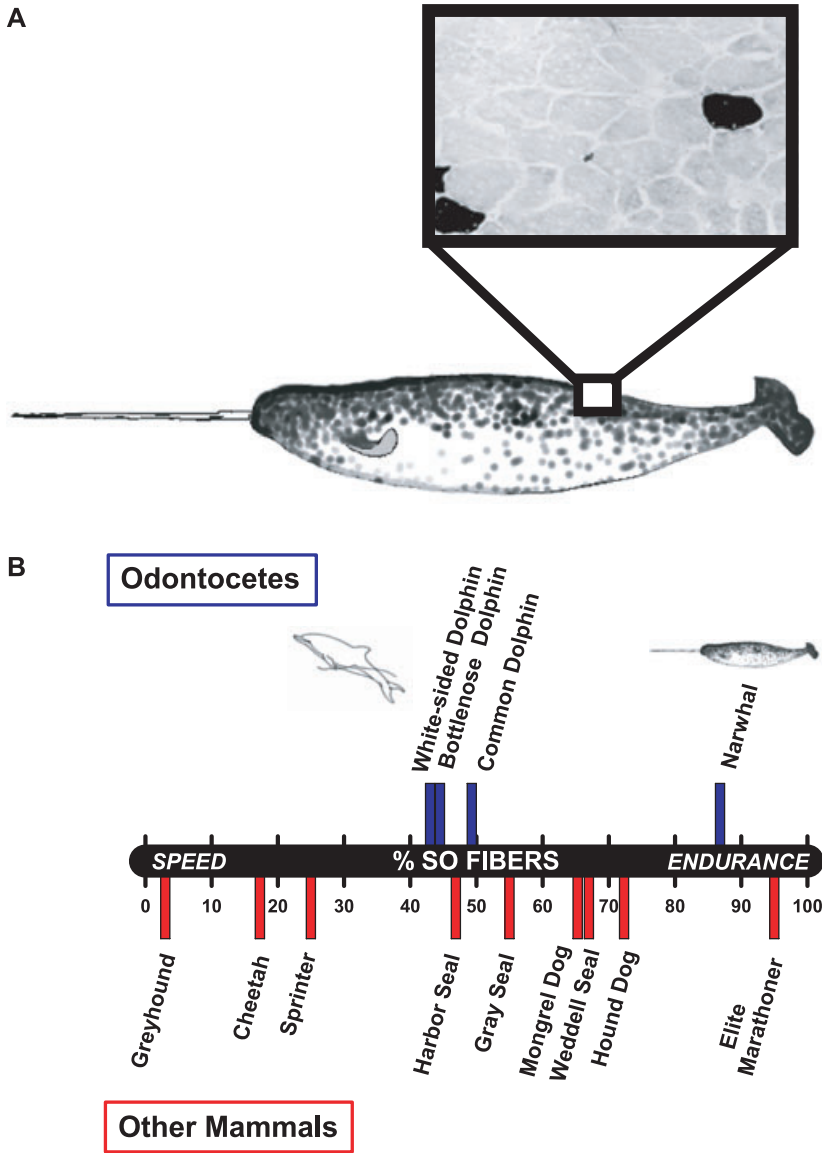 A
B
Odontocetes
White-sided Dolphin
Bottlenose Dolphin
Common Dolphin
Narwhal
SPEED
% SO FIBERS
ENDURANCE
0 10 20 30 40 50 60 70 80 90 100
Greyhound
Cheetah
Sprinter
Harbor Seal
Gray Seal
Mongrel Dog
Weddell Seal
Hound Dog
Elite
Marathoner
Other Mammals